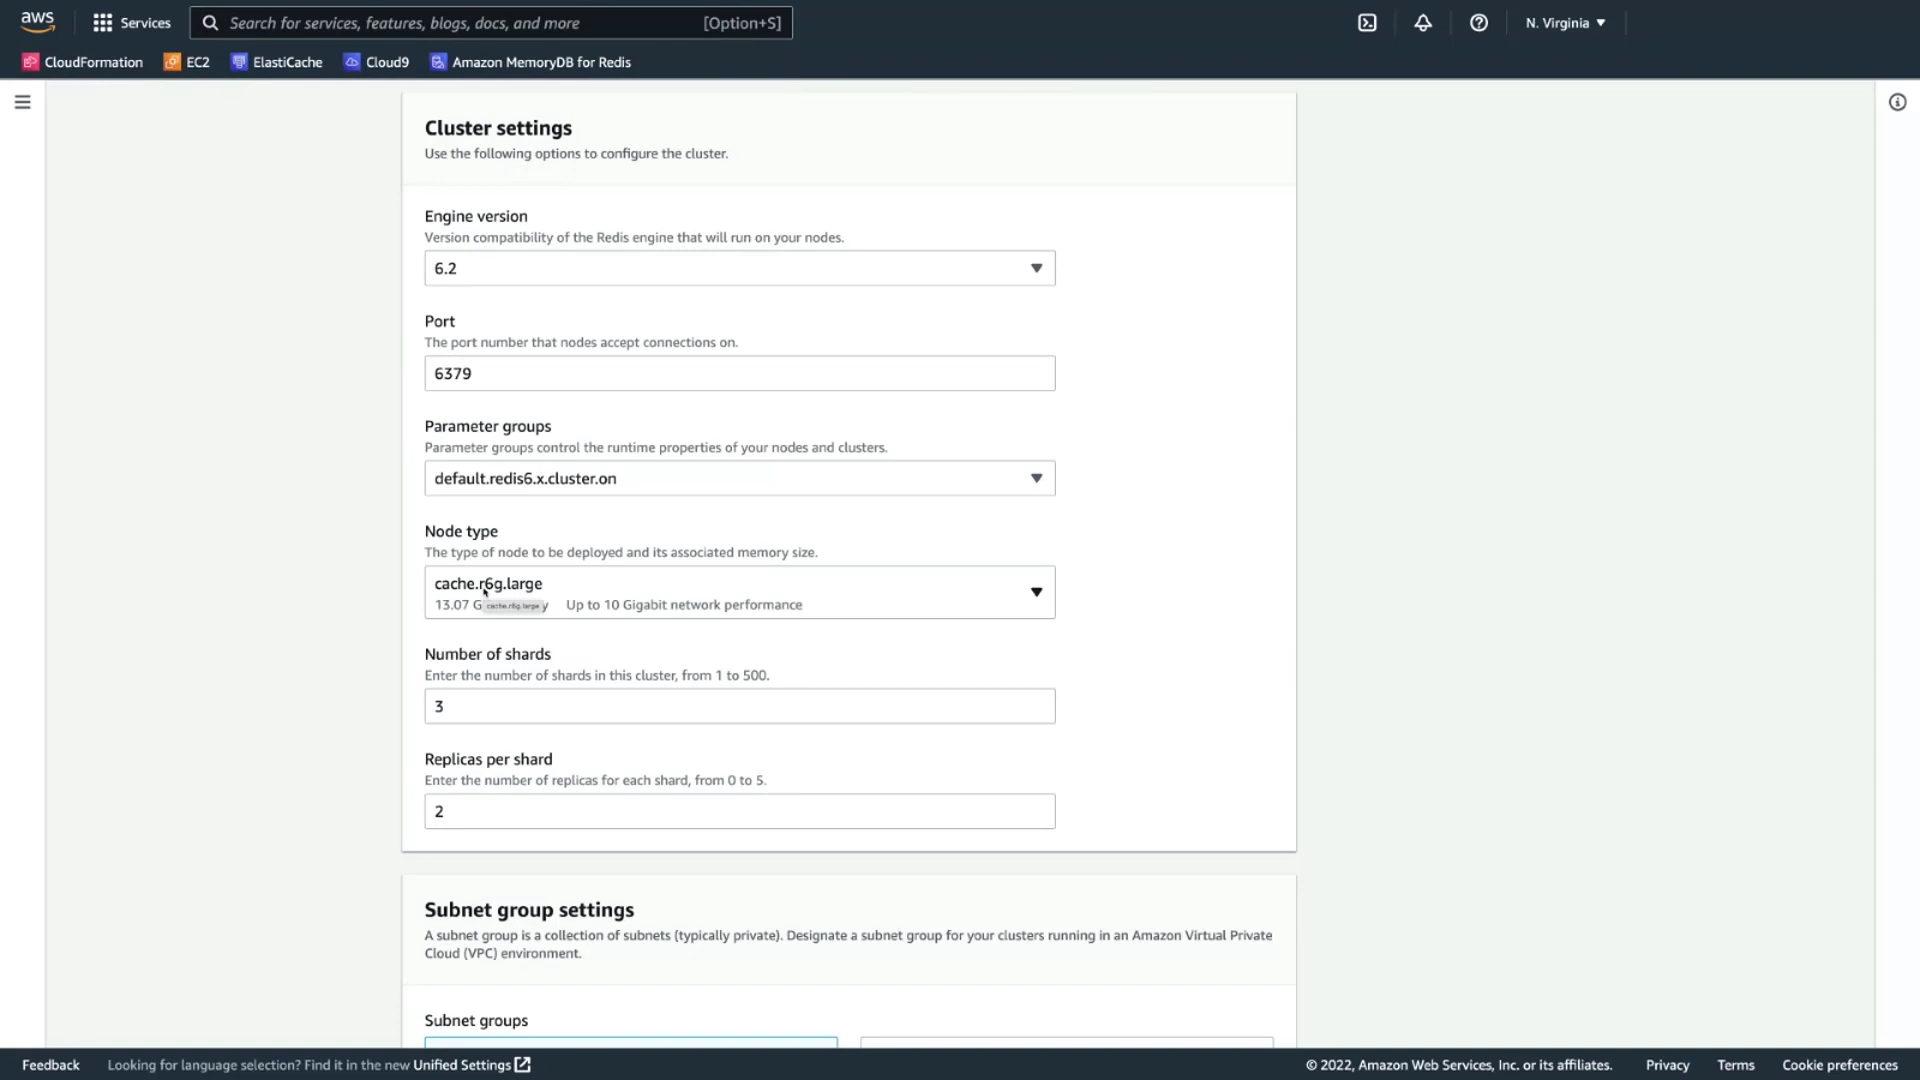 aws
Services
Search for services, features, blogs, docs, and more
[Option+S]
N. Virginia
CloudFormation
EC2
ElastiCache
Cloud9
Amazon MemoryDB for Redis
Cluster settings
Use the following options to configure the cluster.
Engine version
Version compatibility of the Redis engine that will run on your nodes.
6.2
Port
The port number that nodes accept connections on.
6379
Parameter groups
Parameter groups control the runtime properties of your nodes and clusters.
default.redis6.x.cluster.on
Node type
The type of node to be deployed and its associated memory size.
cache.r6g.large
13.07 G cache.r6g.large y Up to 10 Gigabit network performance
Number of shards
Enter the number of shards in this cluster, from 1 to 500.
3
Replicas per shard
Enter the number of replicas for each shard, from 0 to 5.
2
Subnet group settings
A subnet group is a collection of subnets (typically private). Designate a subnet group for your clusters running in an Amazon Virtual Private
Cloud (VPC) environment.
Subnet groups
Feedback
Looking for language selection? Find it in the new Unified Settings
© 2022, Amazon Web Services, Inc. or its affiliates.
Privacy
Terms
Cookie preferences